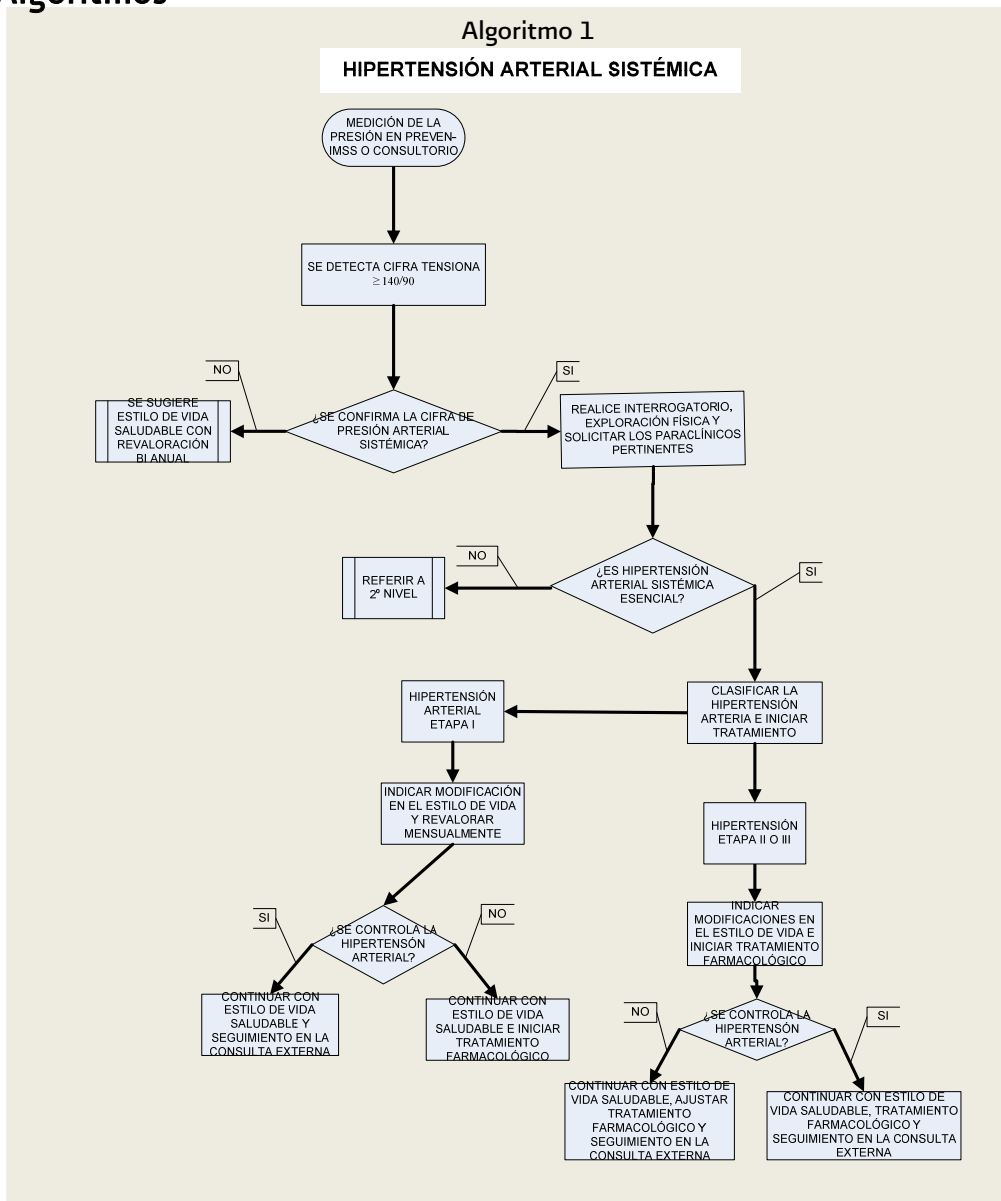 Algoritmos
Algoritmo 1
HIPERTENSIÓN ARTERIAL SISTÉMICA
MEDICIÓN DE LA
PRESIÓN EN PREVEN-
IMSS O CONSULTORIO
SE DETECTA CIFRA TENSIONA
≥ 140/90
NO
SI
¿SE CONFIRMA LA CIFRA DE
PRESIÓN ARTERIAL
SISTÉMICA?
SE SUGIERE
ESTILO DE VIDA
SALUDABLE CON
REVALORACIÓN
BI ANUAL
REALICE INTERROGATORIO,
EXPLORACIÓN FÍSICA Y
SOLICITAR LOS PARACLÍNICOS
PERTINENTES
NO
SI
¿ES HIPERTENSIÓN
ARTERIAL SISTÉMICA
ESENCIAL?
REFERIR A
2º NIVEL
CLASIFICAR LA
HIPERTENSIÓN
ARTERIA E INICIAR
TRATAMIENTO
HIPERTENSIÓN
ARTERIAL
ETAPA I
INDICAR MODIFICACIÓN
EN EL ESTILO DE VIDA
Y REVALORAR
MENSUALMENTE
HIPERTENSIÓN
ETAPA II O III
INDICAR
MODIFICACIONES EN
EL ESTILO DE VIDA E
INICIAR TRATAMIENTO
FARMACOLÓGICO
SI
NO
¿SE CONTROLA LA
HIPERTENSÓN
ARTERIAL?
CONTINUAR CON
ESTILO DE VIDA
SALUDABLE Y
SEGUIMIENTO EN LA
CONSULTA EXTERNA
CONTINUAR CON
ESTILO DE VIDA
SALUDABLE E INICIAR
TRATAMIENTO
FARMACOLÓGICO
NO
SI
¿SE CONTROLA LA
HIPERTENSIÓN
ARTERIAL?
CONTINUAR CON ESTILO DE
VIDA SALUDABLE, AJUSTAR
TRATAMIENTO
FARMACOLÓGICO Y
SEGUIMIENTO EN LA
CONSULTA EXTERNA
CONTINUAR CON ESTILO DE
VIDA SALUDABLE, TRATAMIENTO
FARMACOLÓGICO Y
SEGUIMIENTO EN LA CONSULTA
EXTERNA